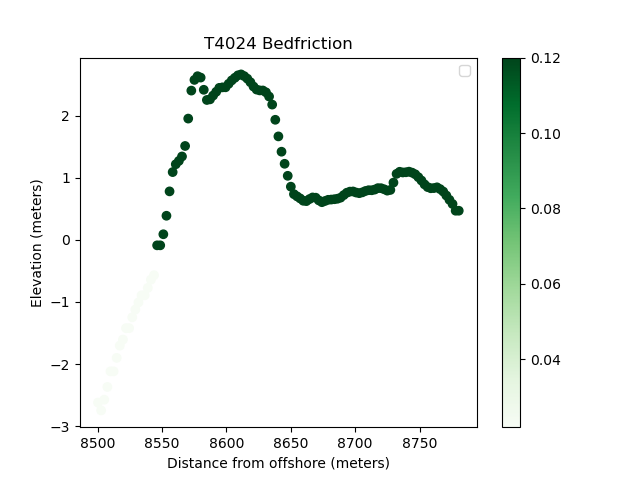 T4024 Bedfriction
Elevation (meters)
2
1
0
−1
−2
−3
8500 8550 8600 8650 8700 8750
Distance from offshore (meters)
0.12
0.10
0.08
0.06
0.04